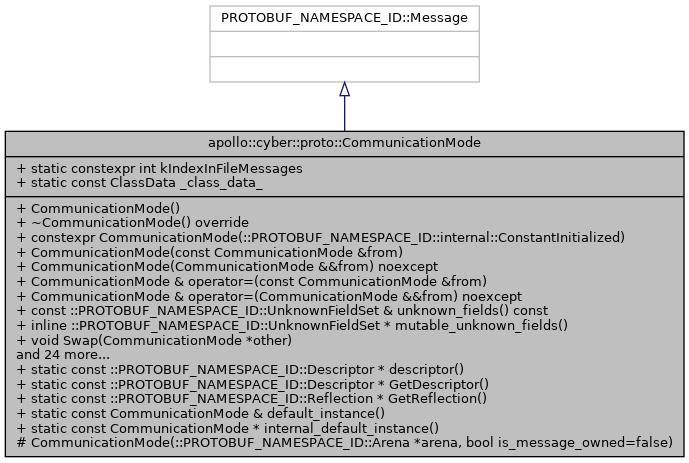 PROTOBUF_NAMESPACE_ID::Message
apollo::cyber::proto::CommunicationMode
+ static constexpr int kIndexInFileMessages
+ static const ClassData _class_data_
+ CommunicationMode()
+ ~CommunicationMode() override
+ constexpr CommunicationMode(::PROTOBUF_NAMESPACE_ID::internal::ConstantInitialized)
+ CommunicationMode(const CommunicationMode &from)
+ CommunicationMode(CommunicationMode &&from) noexcept
+ CommunicationMode & operator=(const CommunicationMode &from)
+ CommunicationMode & operator=(CommunicationMode &&from) noexcept
+ const ::PROTOBUF_NAMESPACE_ID::UnknownFieldSet & unknown_fields() const
+ inline ::PROTOBUF_NAMESPACE_ID::UnknownFieldSet * mutable_unknown_fields()
+ void Swap(CommunicationMode *other)
and 24 more...
+ static const ::PROTOBUF_NAMESPACE_ID::Descriptor * descriptor()
+ static const ::PROTOBUF_NAMESPACE_ID::Descriptor * GetDescriptor()
+ static const ::PROTOBUF_NAMESPACE_ID::Reflection * GetReflection()
+ static const CommunicationMode & default_instance()
+ static const CommunicationMode * internal_default_instance()
# CommunicationMode(::PROTOBUF_NAMESPACE_ID::Arena *arena, bool is_message_owned=false)